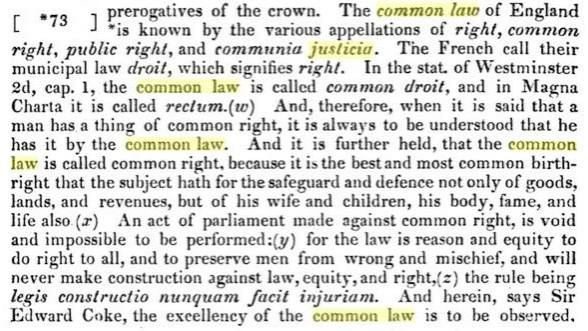 prerogatives of the crown. The common law of England
[ *73 ] *is known by the various appellations of right, common
right, public right, and communia justicia. The French call their
municipal law droit, which signifies right. In the stat. of Westminster
2d, cap. 1, the common law is called common droit, and in Magna
Charta it is called rectum.(w) And, therefore, when it is said that a
man has a thing of common right, it is always to be understood that he
has it by the common law. And it is further held, that the common
law is called common right, because it is the best and most common birth-
right that the subject hath for the safeguard and defence not only of goods,
lands, and revenues, but of his wife and children, his body, fame, and
life also (x) An act of parliament made against common right, is void
and impossible to be performed:(y) for the law is reason and equity to
do right to all, and to preserve men from wrong and mischief, and will
never make construction against law, equity, and right,(z) the rule being
legis constructio nunquam facit injuriam. And herein, says Sir
Edward Coke, the excellency of the common law is to be observed.